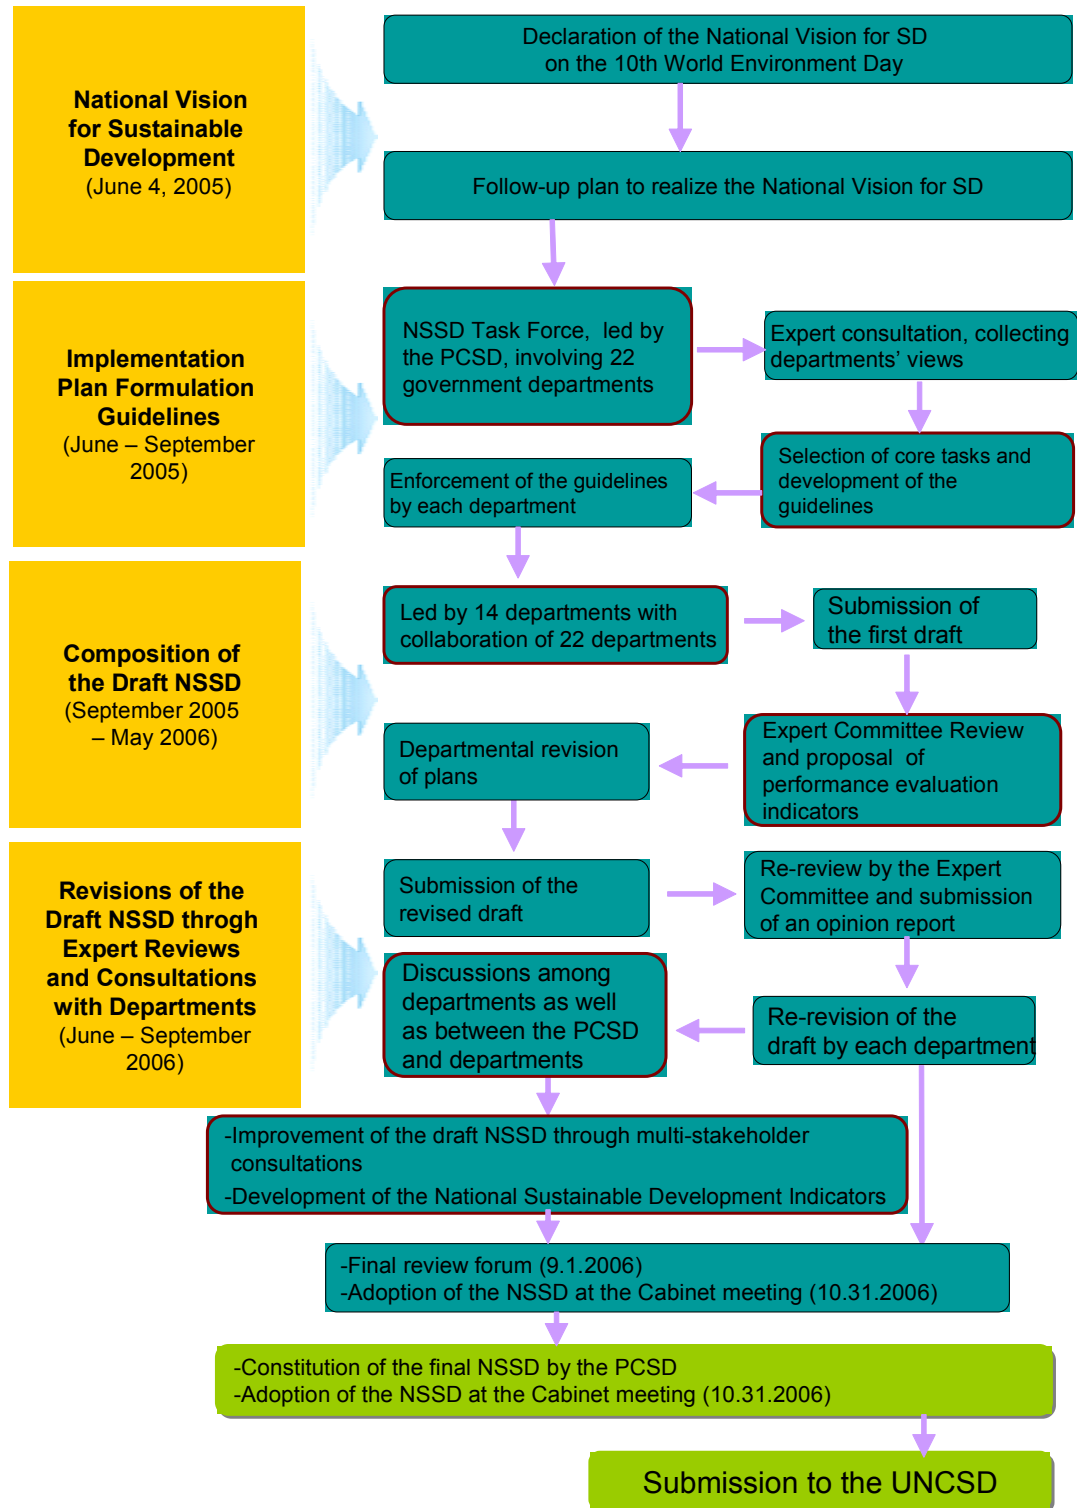 National Vision
for Sustainable
Development
(June 4, 2005)
Declaration of the National Vision for SD
on the 10th World Environment Day
Follow-up plan to realize the National Vision for SD
Implementation
Plan Formulation
Guidelines
(June – September
2005)
NSSD Task Force, led by
the PCSD, involving 22
government departments
Expert consultation, collecting
departments' views
Selection of core tasks and
development of the
guidelines
Enforcement of the guidelines
by each department
Composition of
the Draft NSSD
(September 2005
– May 2006)
Led by 14 departments with
collaboration of 22 departments
Submission of
the first draft
Expert Committee Review
and proposal of
performance evaluation
indicators
Departmental revision
of plans
Revisions of the
Draft NSSD throgh
Expert Reviews
and Consultations
with Departments
(June – September
2006)
Submission of the
revised draft
Re-review by the Expert
Committee and submission
of an opinion report
Re-revision of the
draft by each department
Discussions among
departments as well
as between the PCSD
and departments
-Improvement of the draft NSSD through multi-stakeholder
consultations
-Development of the National Sustainable Development Indicators
-Final review forum (9.1.2006)
-Adoption of the NSSD at the Cabinet meeting (10.31.2006)
-Constitution of the final NSSD by the PCSD
-Adoption of the NSSD at the Cabinet meeting (10.31.2006)
Submission to the UNCSD